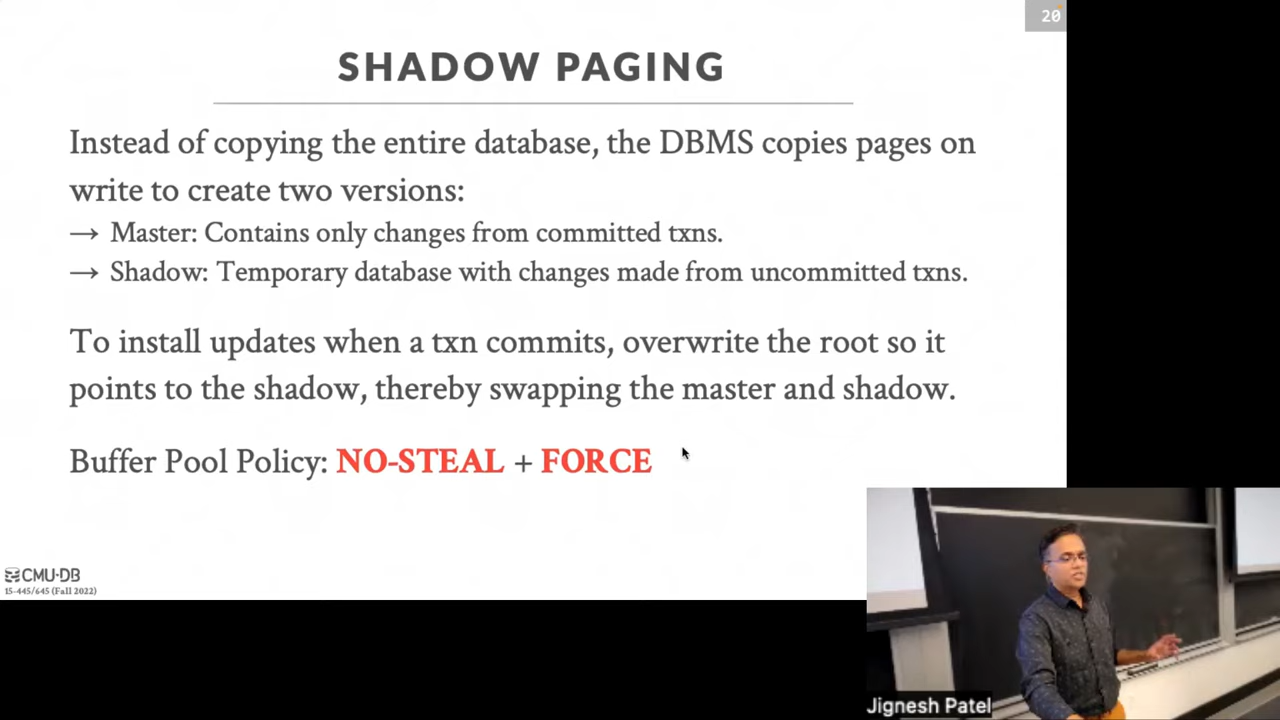 20
SHADOW PAGING
Instead of copying the entire database, the DBMS copies pages on
write to create two versions:
→ Master: Contains only changes from committed txns.
→ Shadow: Temporary database with changes made from uncommitted txns.
To install updates when a txn commits, overwrite the root so it
points to the shadow, thereby swapping the master and shadow.
Buffer Pool Policy: NO-STEAL + FORCE
CMU·DB
15-445/645 (Fall 2022)
Jignesh Patel